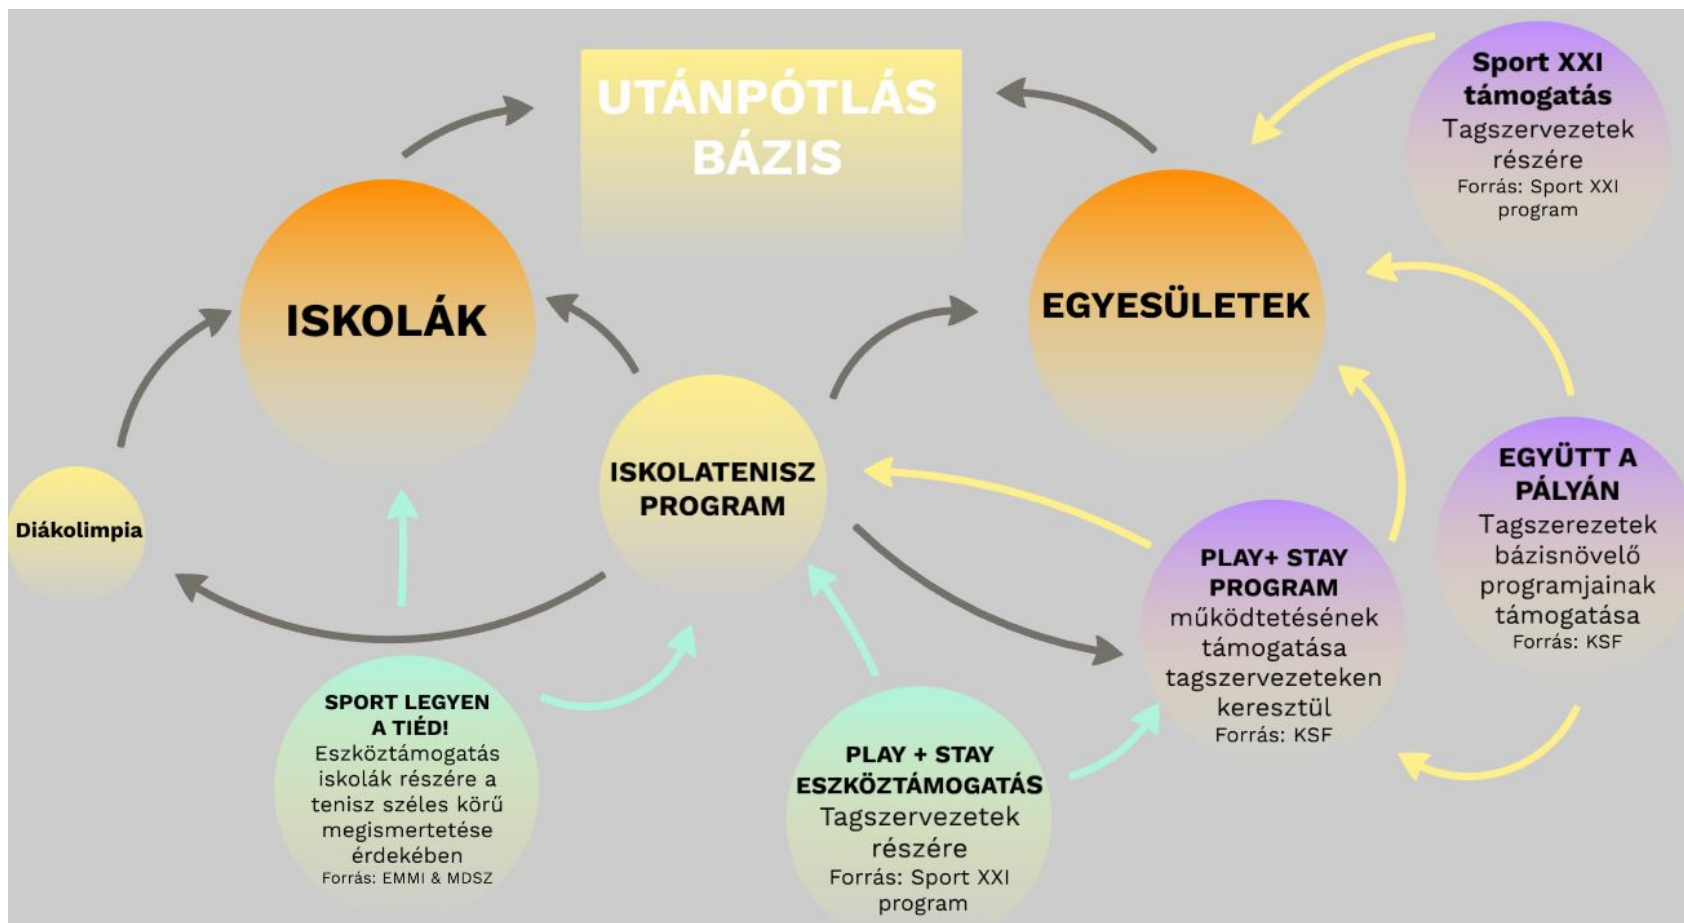 UTÁNPÓTLÁS
BÁZIS
Sport XXI
támogatás
Tagszervezetek
részére
Forrás: Sport XXI
program
ISKOLÁK
EGYESÜLETEK
ISKOLATENISZ
PROGRAM
Diákolimpia
EGYÜTT A
PÁLYÁN
Tagszerezetek
bázisnövelő
programjainak
támogatása
Forrás: KSF
PLAY+ STAY
PROGRAM
működtetésének
támogatása
tagszervezeteken
keresztül
Forrás: KSF
SPORT LEGYEN
A TIÉD!
Eszköztámogatás
iskolák részére a
tenisz széles körű
megismertetése
érdekében
Forrás: EMMI & MDSZ
PLAY + STAY
ESZKÖZTÁMOGATÁS
Tagszervezetek
részére
Forrás: Sport XXI
program